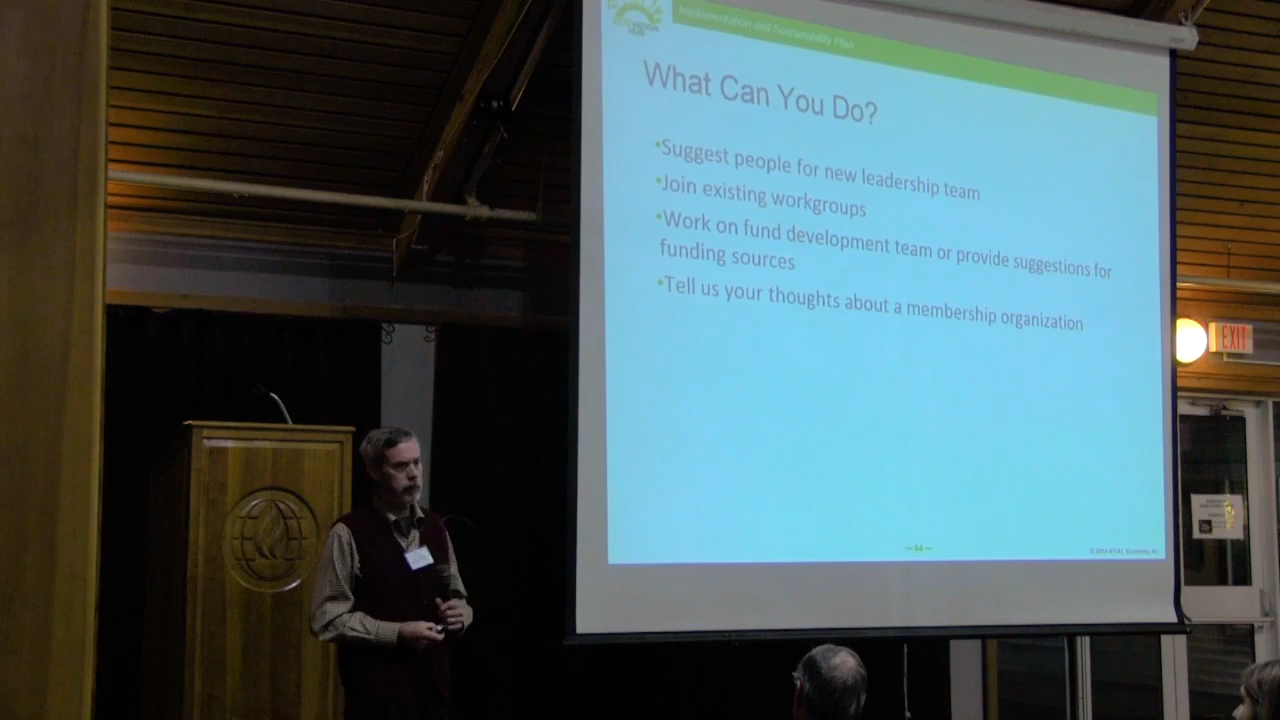 Implementation and Sustainability Plan
What Can You Do?
•Suggest people for new leadership team
•Join existing workgroups
•Work on fund development team or provide suggestions for
funding sources
•Tell us your thoughts about a membership organization
64
EXIT